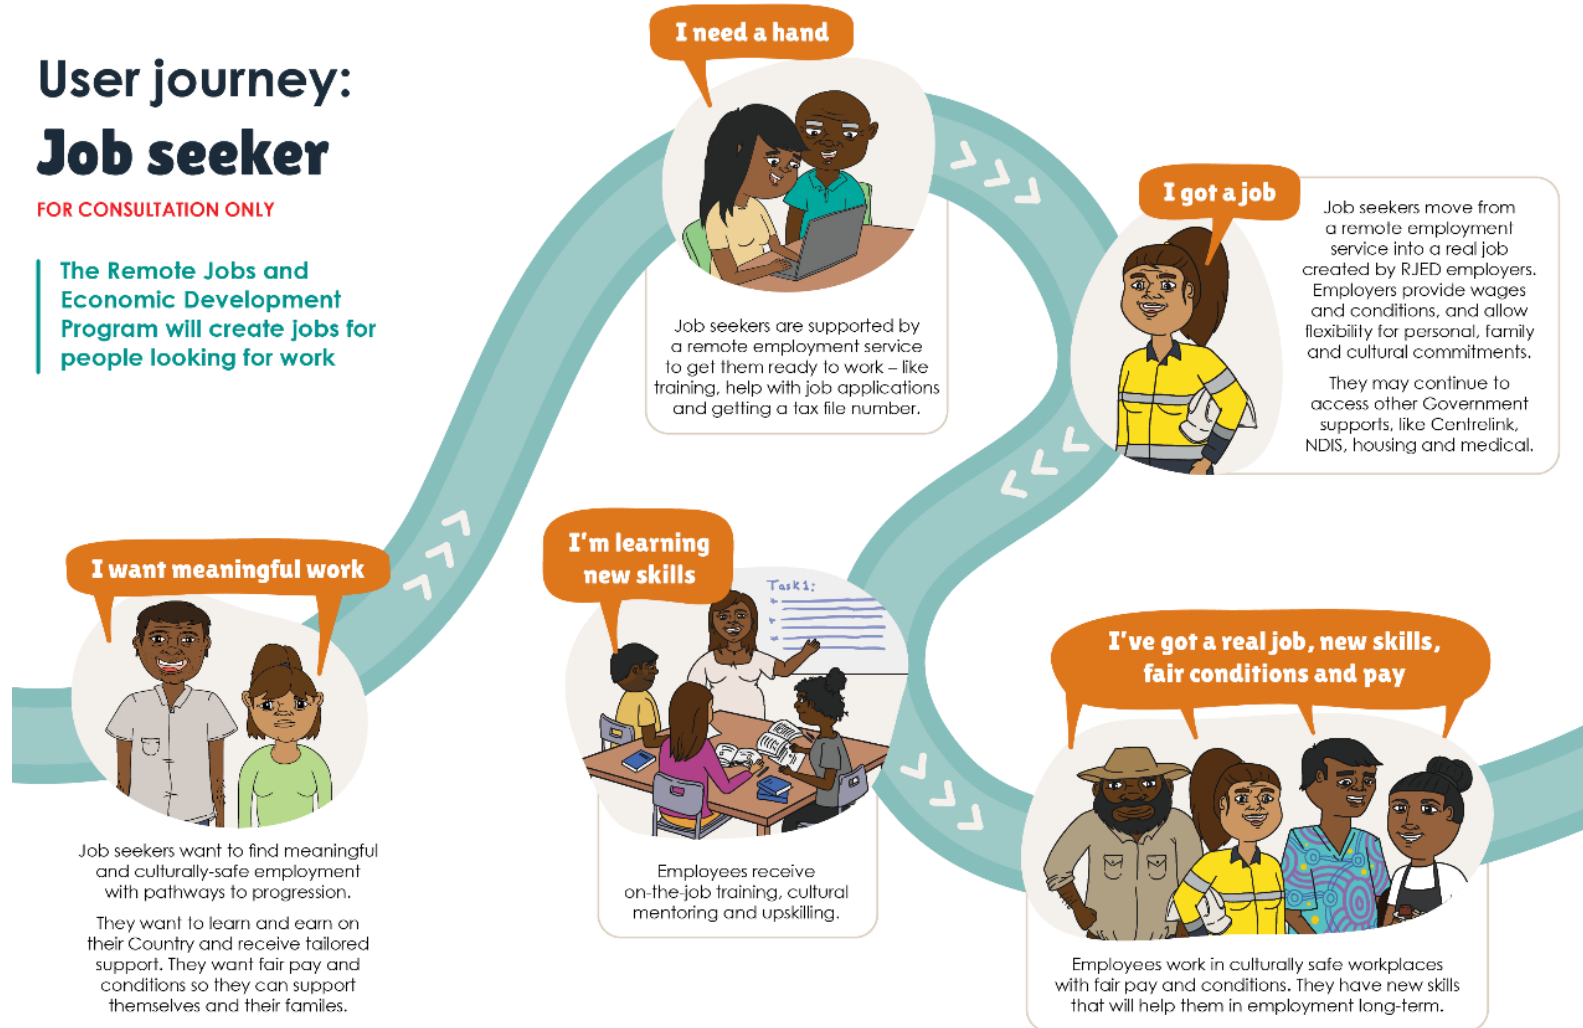 User journey:
Job seeker
FOR CONSULTATION ONLY
The Remote Jobs and
Economic Development
Program will create jobs for
people looking for work
I want meaningful work
Job seekers want to find meaningful
and culturally-safe employment
with pathways to progression.
They want to learn and earn on
their Country and receive tailored
support. They want fair pay and
conditions so they can support
themselves and their familes.
I need a hand
Job seekers are supported by
a remote employment service
to get them ready to work – like
training, help with job applications
and getting a tax file number.
I got a job
Job seekers move from
a remote employment
service into a real job
created by RJED employers.
Employers provide wages
and conditions, and allow
flexibility for personal, family
and cultural commitments.
They may continue to
access other Government
supports, like Centrelink,
NDIS, housing and medical.
I'm learning
new skills
Task 1:
Employees receive
on-the-job training, cultural
mentoring and upskilling.
I've got a real job, new skills,
fair conditions and pay
Employees work in culturally safe workplaces
with fair pay and conditions. They have new skills
that will help them in employment long-term.